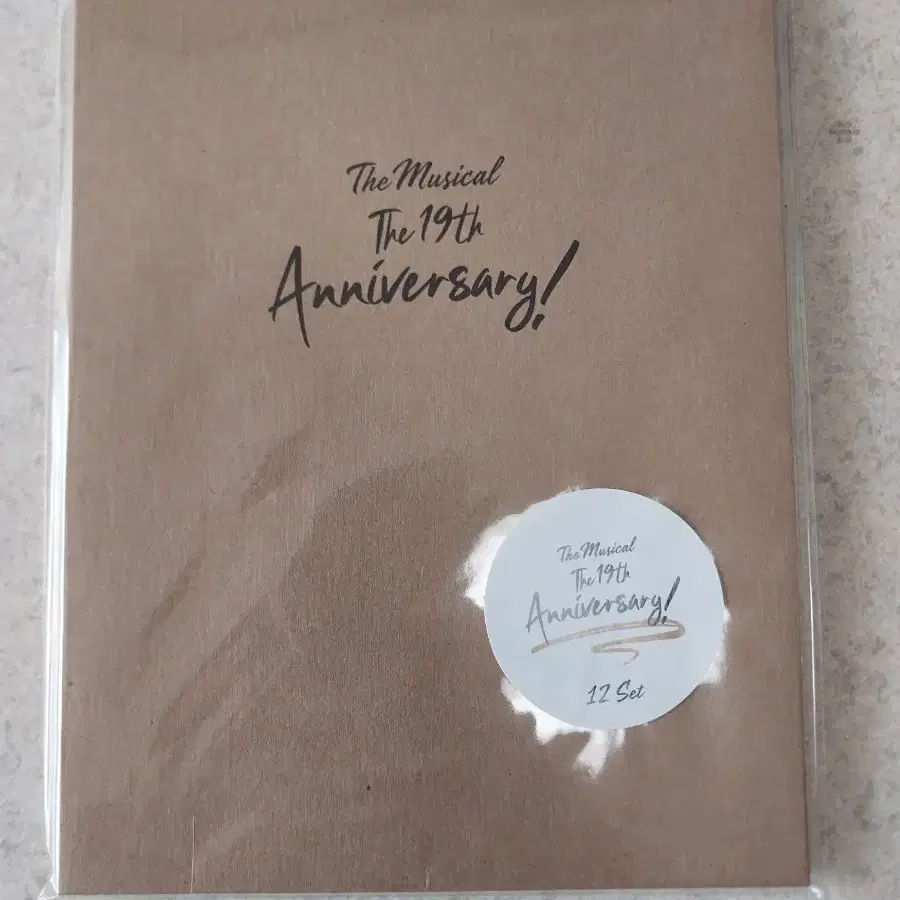 The Musical
The 19th
Anniversary!
The Musical
The 19th
Anniversary!
12 Set